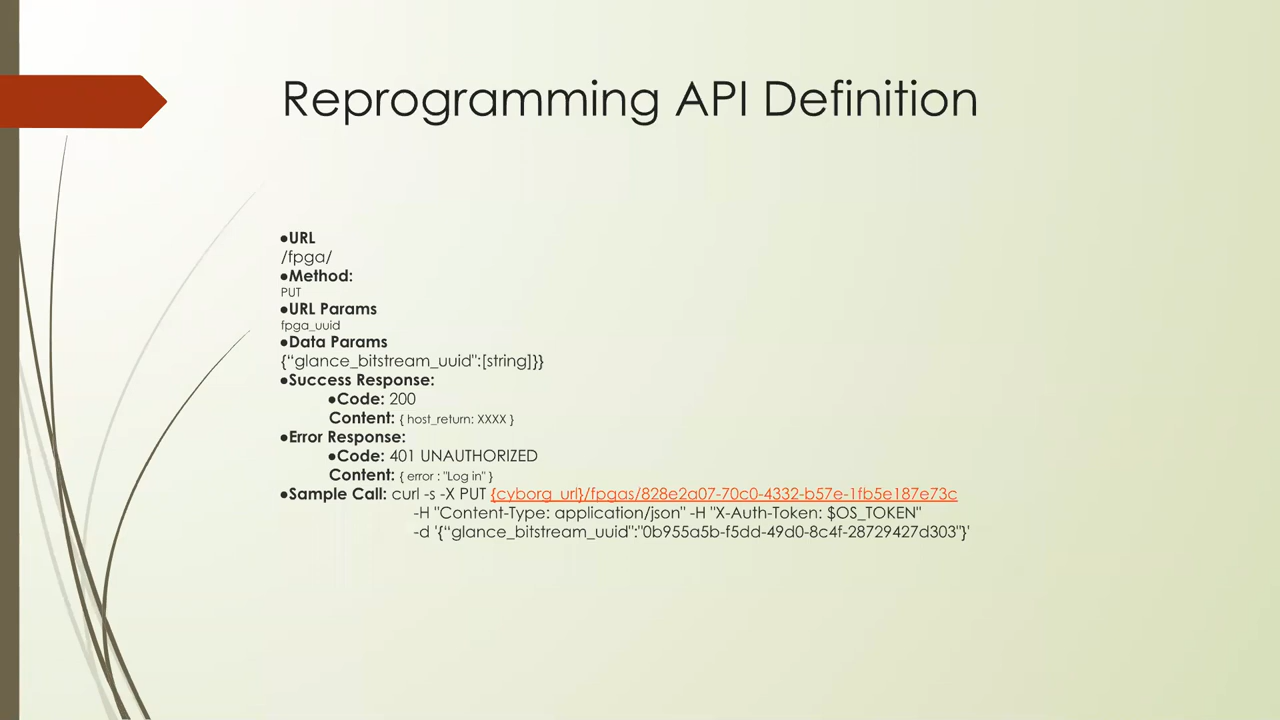 Reprogramming API Definition
●URL
/fpga/
●Method:
PUT
●URL Params
fpga_uuid
●Data Params
{“glance_bitstream_uuid":[string]}}
●Success Response:
●Code: 200
Content: { host_return: XXXX }
●Error Response:
●Code: 401 UNAUTHORIZED
Content: { error : "Log in" }
●Sample Call: curl -s -X PUT {cyborg_url}/fpgas/828e2a07-70c0-4332-b57e-1fb5e187e73c
-H "Content-Type: application/json" -H "X-Auth-Token: $OS_TOKEN"
-d '{“glance_bitstream_uuid":"0b955a5b-f5dd-49d0-8c4f-28729427d303"}'